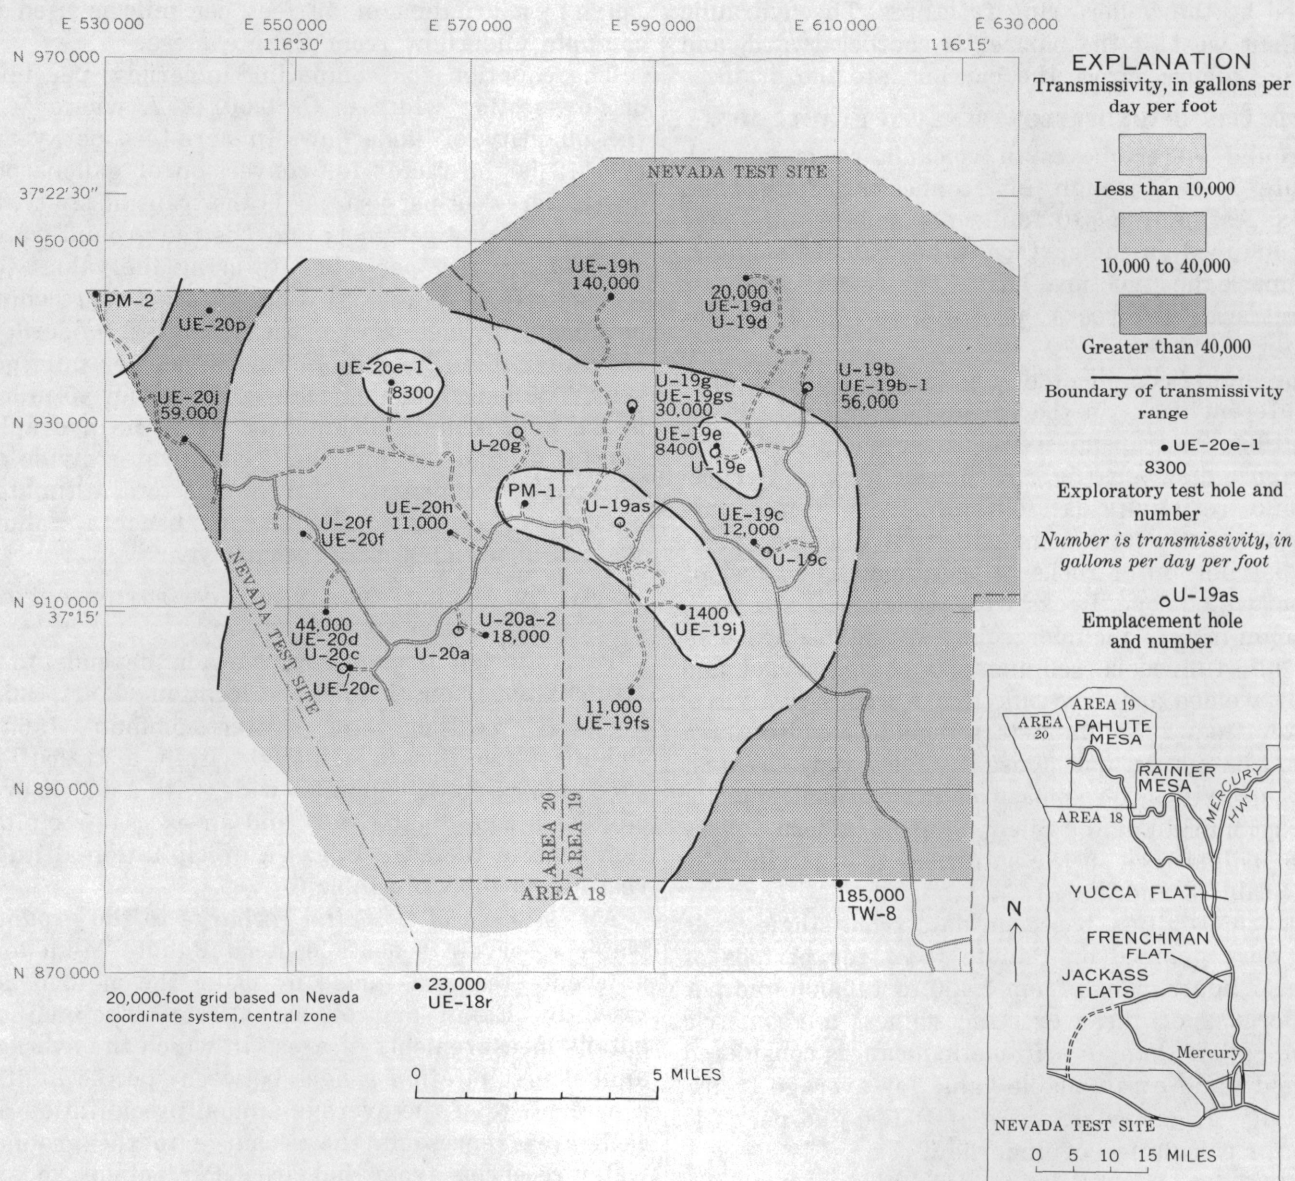 E 530 000
E 550 000
E 570 000
E 590 000
E 610 000
E 630 000
116°30′
116°15′
N 970 000
37°22′30″
N 950 000
N 930 000
N 910 000
37°15′
N 890 000
N 870 000
NEVADA TEST SITE
PM-2
UE-20p
UE-20j
59,000
UE-20e-1
8300
UE-19h
140,000
20,000
UE-19d
U-19d
U-19b
UE-19b-1
56,000
U-19g
UE-19gs
30,000
UE-19e
8400
U-19e
U-20g
PM-1
U-19as
UE-20h
11,000
U-20f
UE-20f
UE-19c
12,000
U-19c
NEVADA TEST SITE
44,000
UE-20d
U-20c
UE-20c
U-20a-2
18,000
U-20a
1400
UE-19i
11,000
UE-19fs
AREA 20
AREA 19
AREA 18
185,000
TW-8
23,000
UE-18r
20,000-foot grid based on Nevada
coordinate system, central zone
0 5 MILES
EXPLANATION
Transmissivity, in gallons per
day per foot
Less than 10,000
10,000 to 40,000
Greater than 40,000
Boundary of transmissivity
range
UE-20e-1
8300
Exploratory test hole and
number
Number is transmissivity, in
gallons per day per foot
U-19as
Emplacement hole
and number
AREA 19
AREA
20
PAHUTE
MESA
RAINIER
MESA
MERCURY
HWY
AREA 18
YUCCA FLAT
N
FRENCHMAN
FLAT
JACKASS
FLATS
Mercury
NEVADA TEST SITE
0 5 10 15 MILES